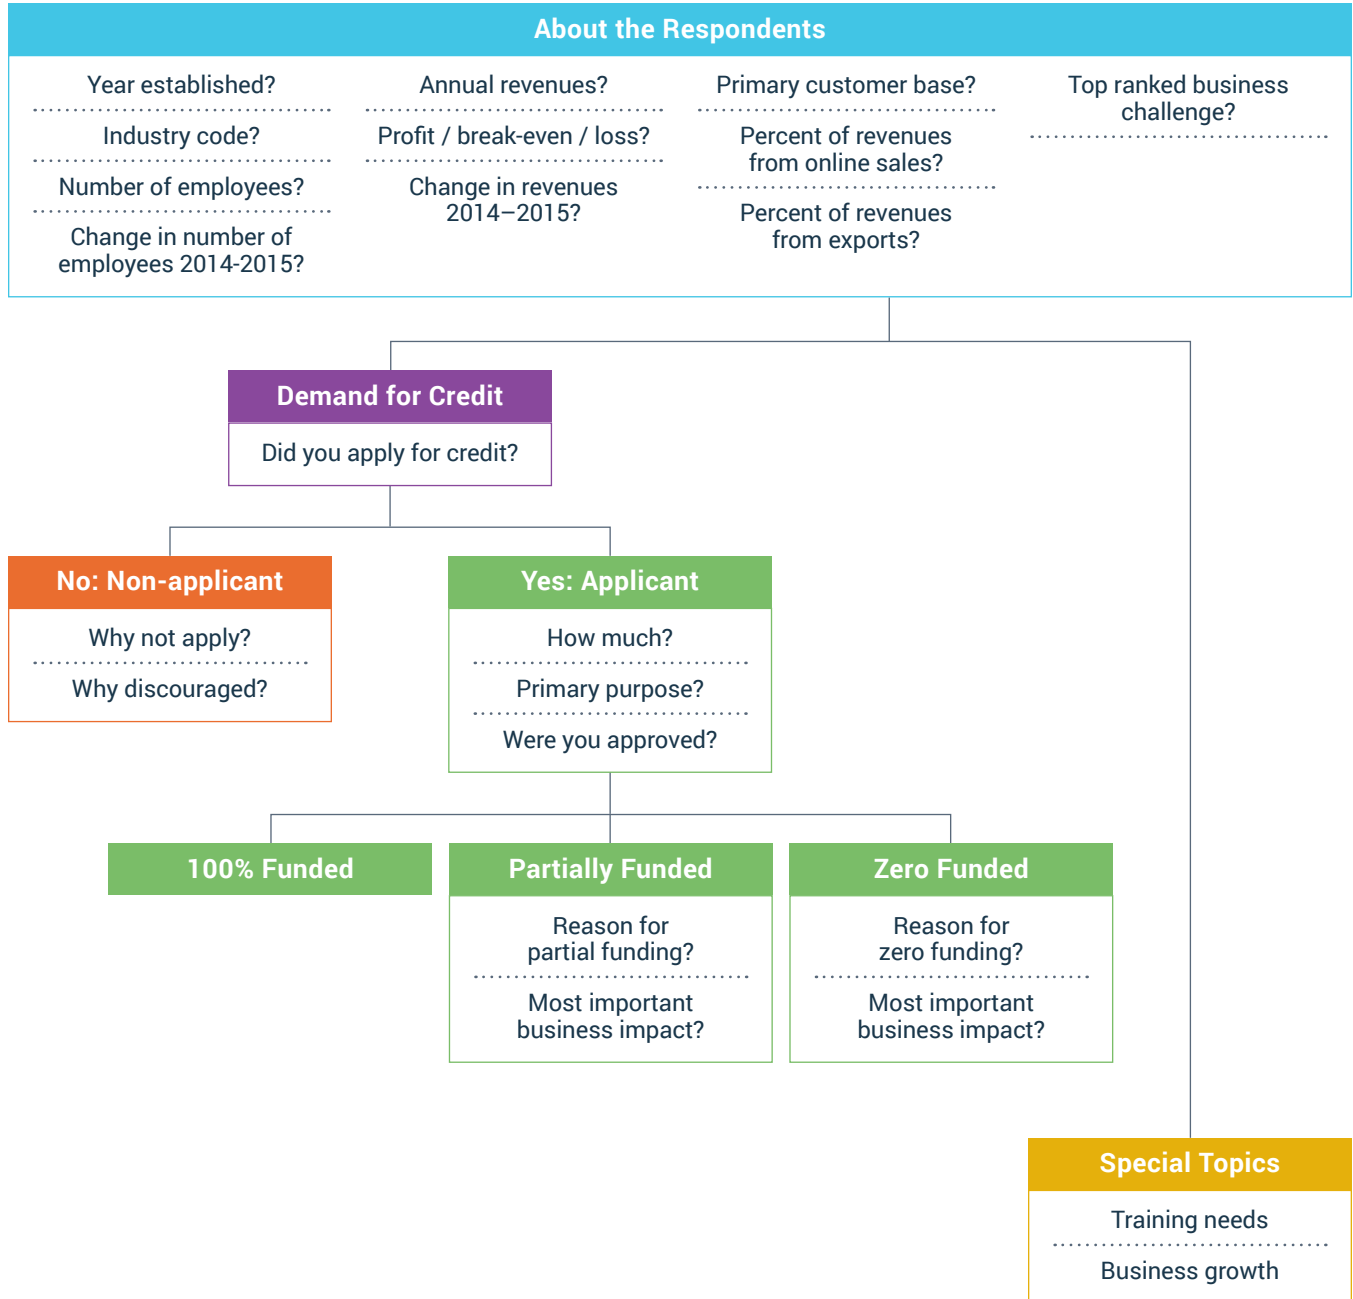 About the Respondents
Year established?
Industry code?
Number of employees?
Change in number of
employees 2014-2015?
Annual revenues?
Profit / break-even / loss?
Change in revenues
2014–2015?
Primary customer base?
Percent of revenues
from online sales?
Percent of revenues
from exports?
Top ranked business
challenge?
Demand for Credit
Did you apply for credit?
No: Non-applicant
Why not apply?
Why discouraged?
Yes: Applicant
How much?
Primary purpose?
Were you approved?
100% Funded
Partially Funded
Reason for
partial funding?
Most important
business impact?
Zero Funded
Reason for
zero funding?
Most important
business impact?
Special Topics
Training needs
Business growth